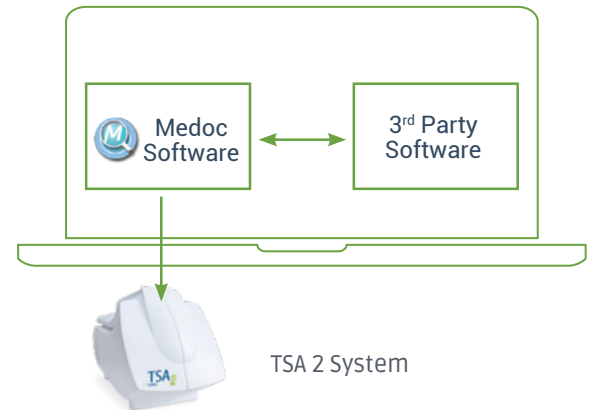 M
Medoc
Software
3rd Party
Software
TSA2
TSA 2 System